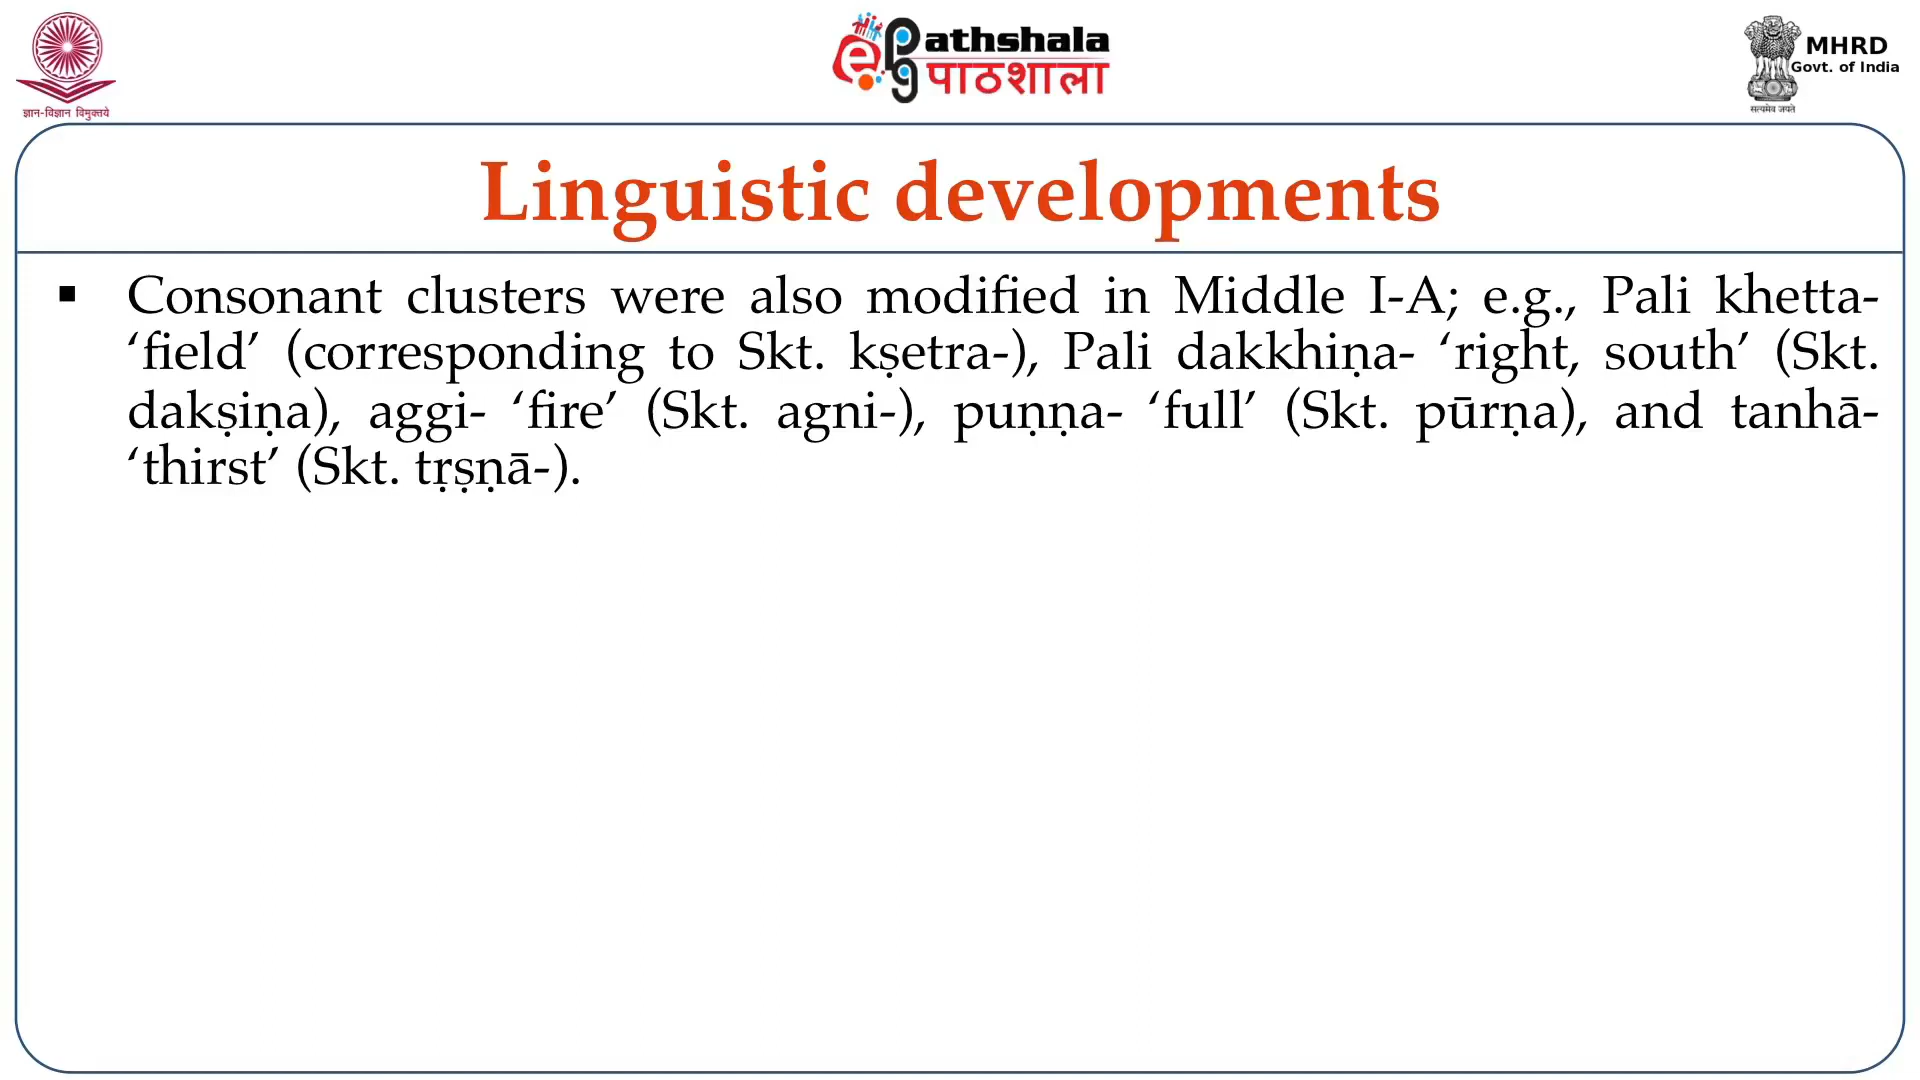 ज्ञान-विज्ञान विमुक्तये
ePathshala
पाठशाला
MHRD
Govt. of India
सत्यमेव जयते
Linguistic developments
▪ Consonant clusters were also modified in Middle I-A; e.g., Pali khetta-
‘field’ (corresponding to Skt. kṣetra-), Pali dakkhiṇa- ‘right, south’ (Skt.
dakṣiṇa), aggi- ‘fire’ (Skt. agni-), puṇṇa- ‘full’ (Skt. pūrṇa), and tanhā-
‘thirst’ (Skt. tṛṣṇā-).